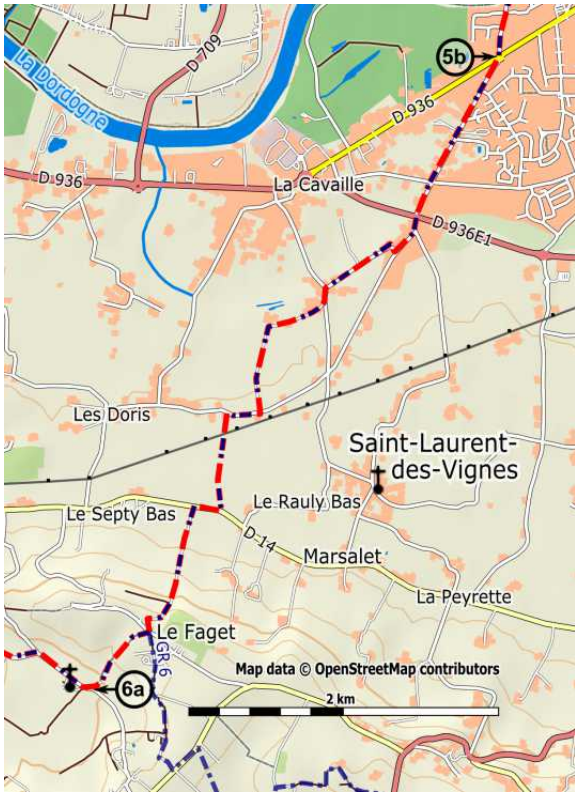 5b
D 709
La Dordogne
D 936
D 936
La Cavaille
D 936E1
Les Doris
Saint-Laurent-
des-Vignes
Le Rauly Bas
Le Septy Bas
D 14
Marsalet
La Peyrette
Le Faget
GR 6
Map data © OpenStreetMap contributors
6a
2 km